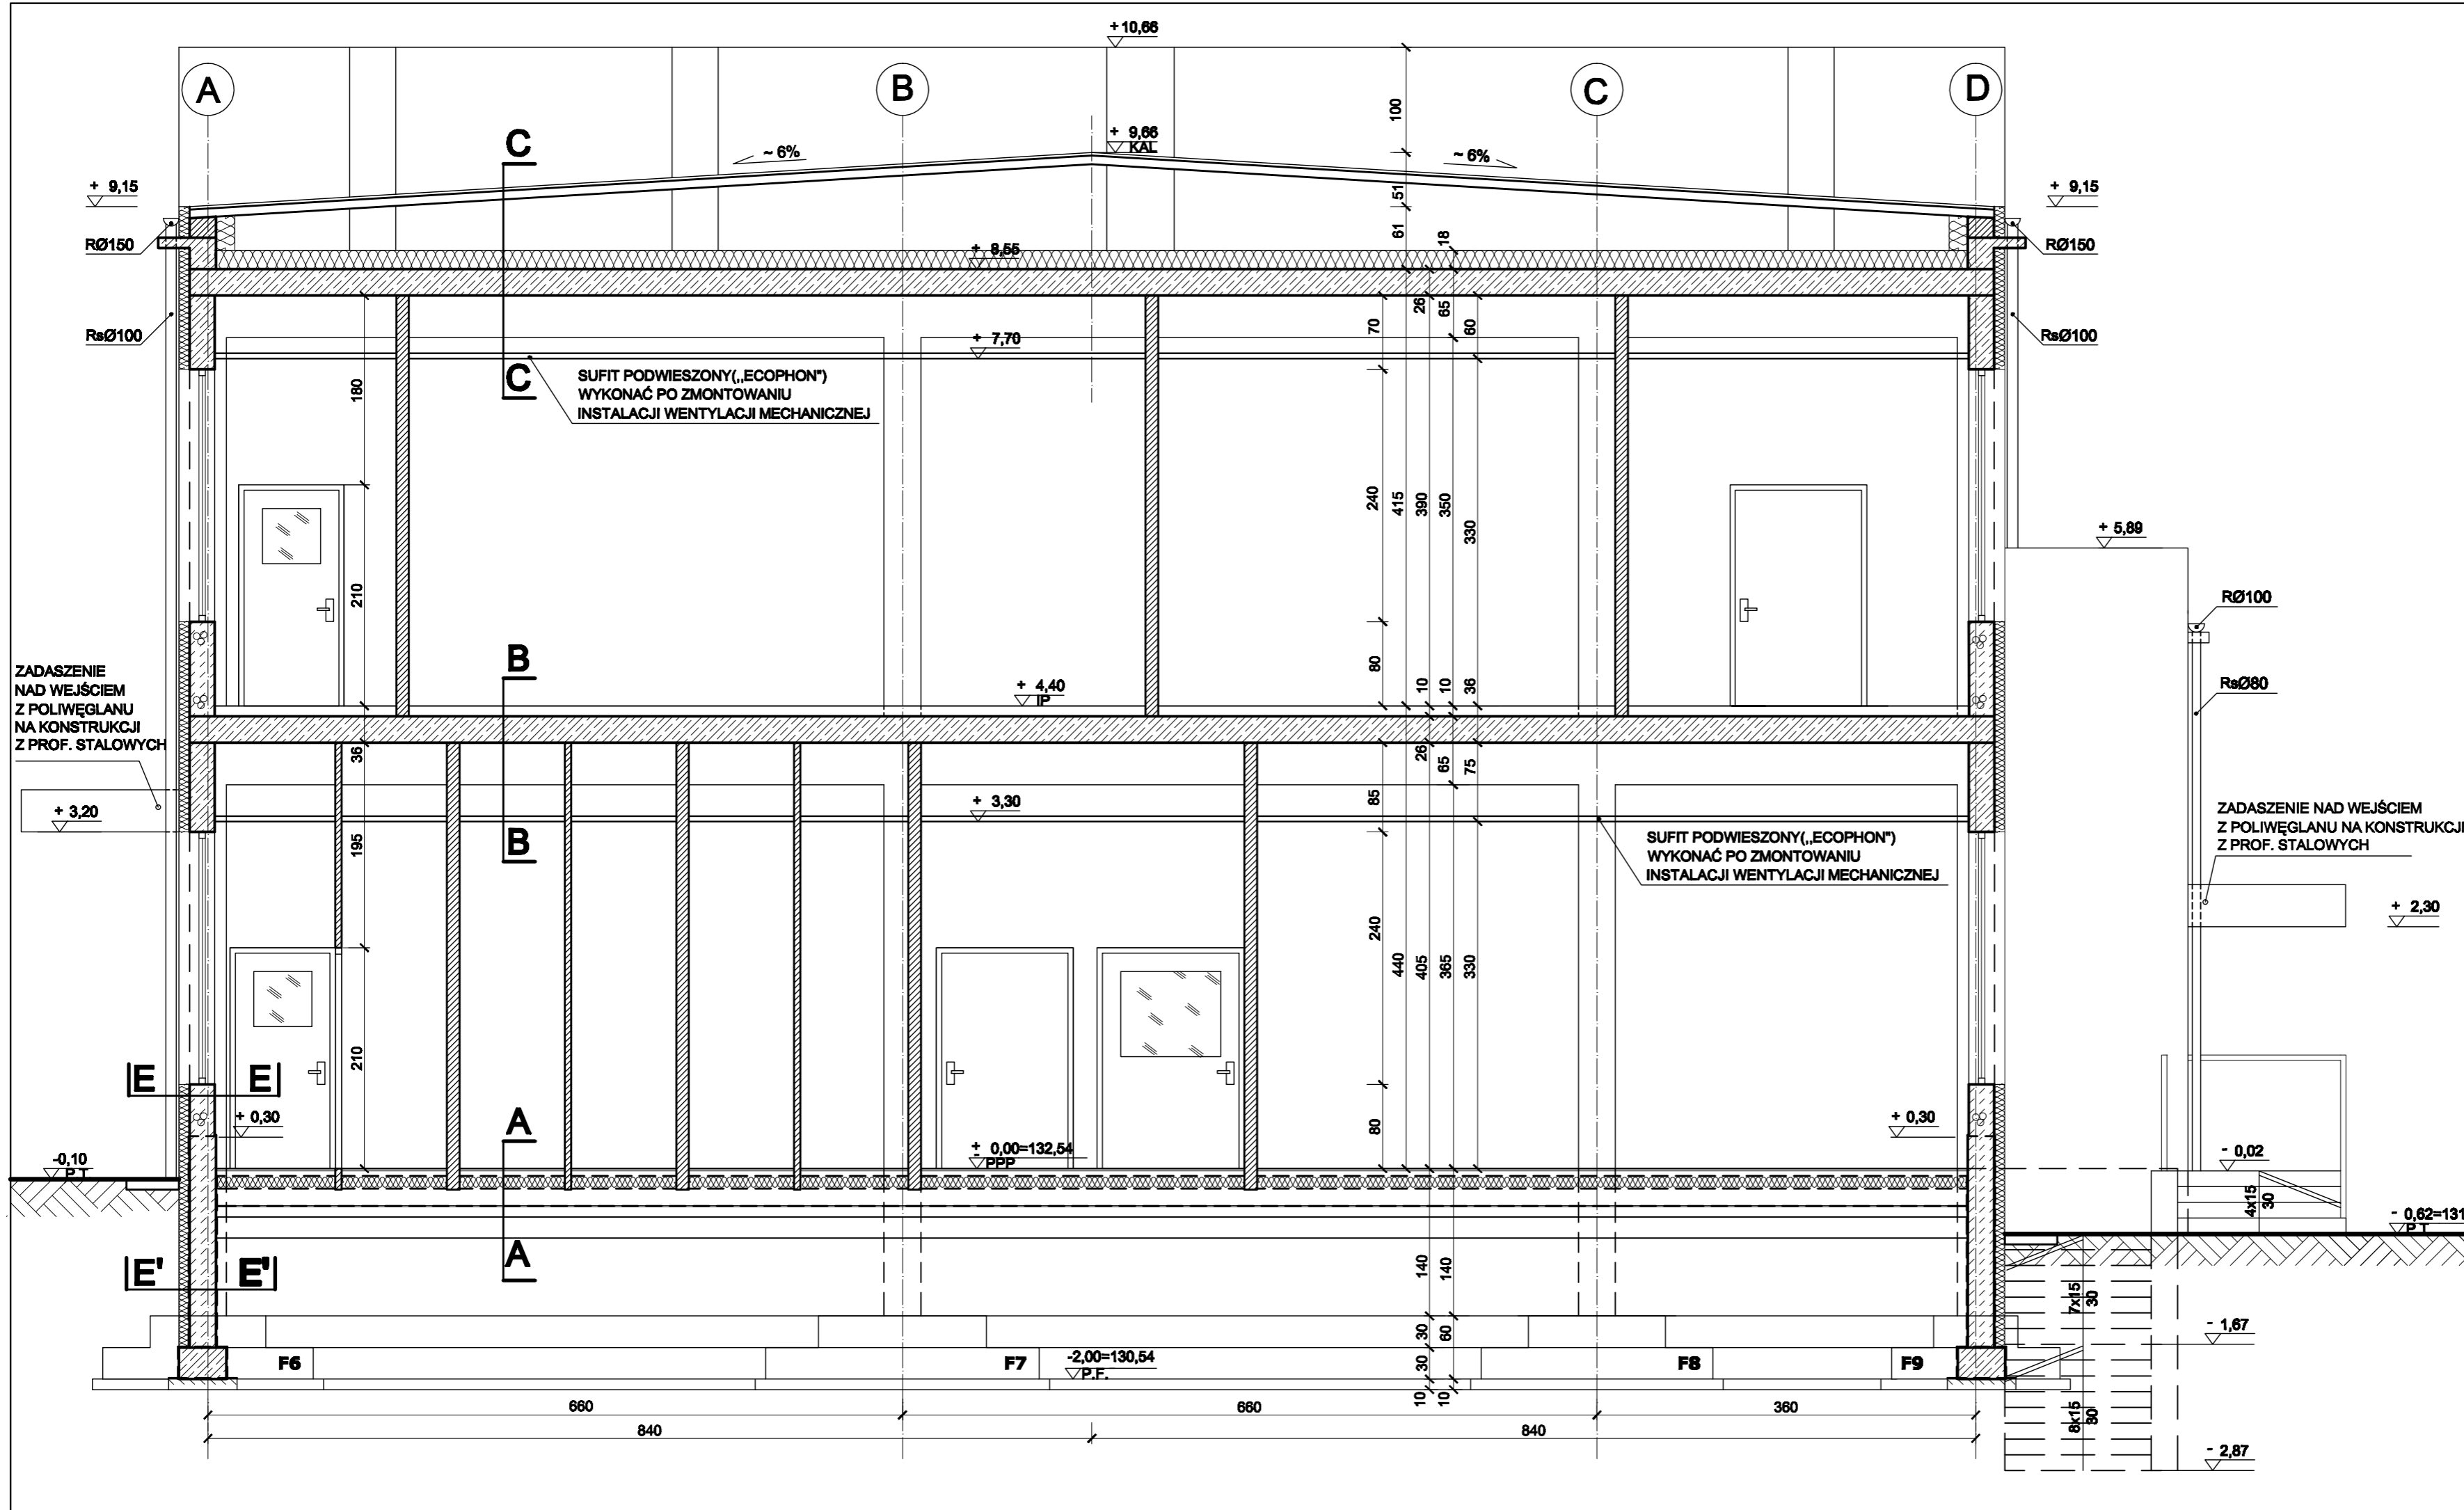 + 10,66
A
B
C
D
C
+ 9,66
KAL
100
~ 6%
~ 6%
+ 9,15
+ 9,15
51
RØ150
RØ150
61
18
+ 8,55
RsØ100
RsØ100
70
26
65
60
+ 7,70
C
SUFIT PODWIESZONY(,,ECOPHON")
WYKONAĆ PO ZMONTOWANIU
INSTALACJI WENTYLACJI MECHANICZNEJ
180
240
415
390
350
330
+ 5,89
210
RØ100
ZADASZENIE
NAD WEJŚCIEM
Z POLIWĘGLANU
NA KONSTRUKCJI
Z PROF. STALOWYCH
B
80
10
10
36
+ 4,40
IP
RsØ80
36
26
65
75
+ 3,20
+ 3,30
85
B
195
SUFIT PODWIESZONY(,,ECOPHON")
WYKONAĆ PO ZMONTOWANIU
INSTALACJI WENTYLACJI MECHANICZNEJ
ZADASZENIE NAD WEJŚCIEM
Z POLIWĘGLANU NA KONSTRUKCJI
Z PROF. STALOWYCH
240
440
405
365
330
+ 2,30
210
E
E
A
80
+ 0,30
+ 0,30
-0,10
P.T
+
- 0,00=132,54
PPP
- 0,02
4x15
30
- 0,62=131
P.T
A
E'
E'
140
140
7x15
30
- 1,67
30
60
F6
F7
F8
F9
-2,00=130,54
P.F.
30
10
10
660
660
360
8x15
30
840
840
- 2,87